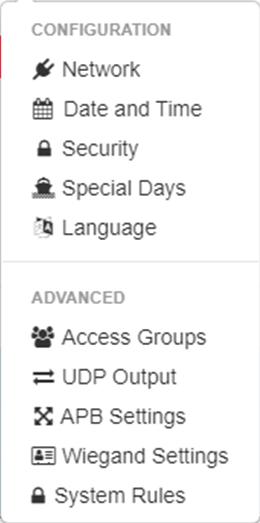 CONFIGURATION
Network
Date and Time
Security
Special Days
Language
ADVANCED
Access Groups
UDP Output
APB Settings
Wiegand Settings
System Rules